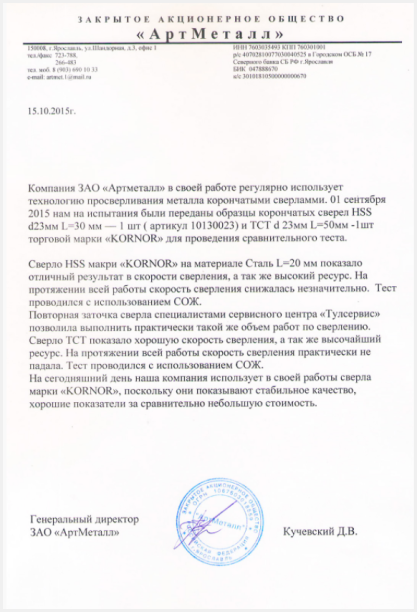 ЗАКРЫТОЕ АКЦИОНЕРНОЕ ОБЩЕСТВО
«АртМеталл»
150008, г.Ярославль, ул.Шандорная, д.3, офис 1
тел./факс 723-788,
266-483
тел. моб. 8 (903) 690 10 33
e-mail: artmet.1@mail.ru
ИНН 7603035493 КПП 760301001
р/с 40702810077030040525 в Городском ОСБ № 17
Северного банка СБ РФ г.Ярославля
БИК 047888670
к/с 30101810500000000670
15.10.2015г.
Компания ЗАО «Артметалл» в своей работе регулярно использует
технологию просверливания металла корончатыми сверламми. 01 сентября
2015 нам на испытания были переданы образцы корончатых сверел HSS
d23мм L=30 мм — 1 шт ( артикул 10130023) и ТСТ d 23мм L=50мм -1шт
торговой марки «KORNOR» для проведения сравнительного теста.
Сверло HSS макри «KORNOR» на материале Сталь L=20 мм показало
отличный результат в скорости сверления, а так же высокий ресурс. На
протяжении всей работы скорость сверления снижалась незначительно. Тест
проводился с использованием СОЖ.
Повторная заточка сверла специалистами сервисного центра «Тулсервис»
позволила выполнить практически такой же объем работ по сверлению.
Сверло ТСТ показало хорошую скорость сверления, а так же высочайший
ресурс. На протяжении всей работы скорость сверления практически не
падала. Тест проводился с использованием СОЖ.
На сегодняшний день наша компания использует в своей работы сверла
марки «KORNOR», поскольку они показывают стабильное качество,
хорошие показатели за сравнительно небольшую стоимость.
Генеральный директор
ЗАО «АртМеталл»
Кучевский Д.В.